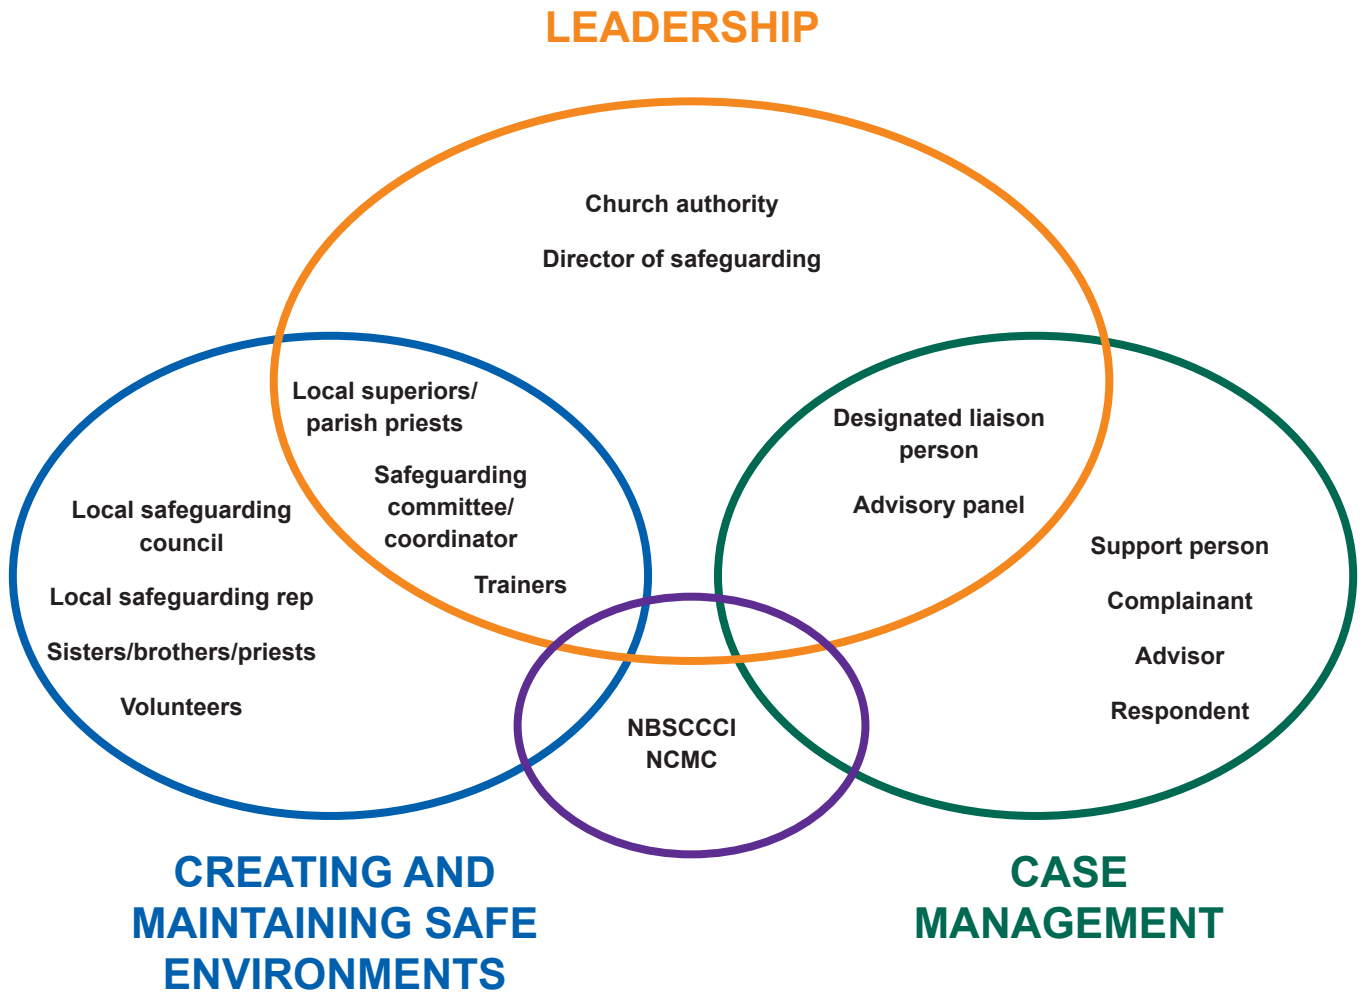 LEADERSHIP
Church authority
Director of safeguarding
Local superiors/
parish priests
Safeguarding
committee/
coordinator
Trainers
Designated liaison
person
Advisory panel
Local safeguarding
council
Local safeguarding rep
Sisters/brothers/priests
Volunteers
Support person
Complainant
Advisor
Respondent
NBSCCCI
NCMC
CREATING AND
MAINTAINING SAFE
ENVIRONMENTS
CASE
MANAGEMENT